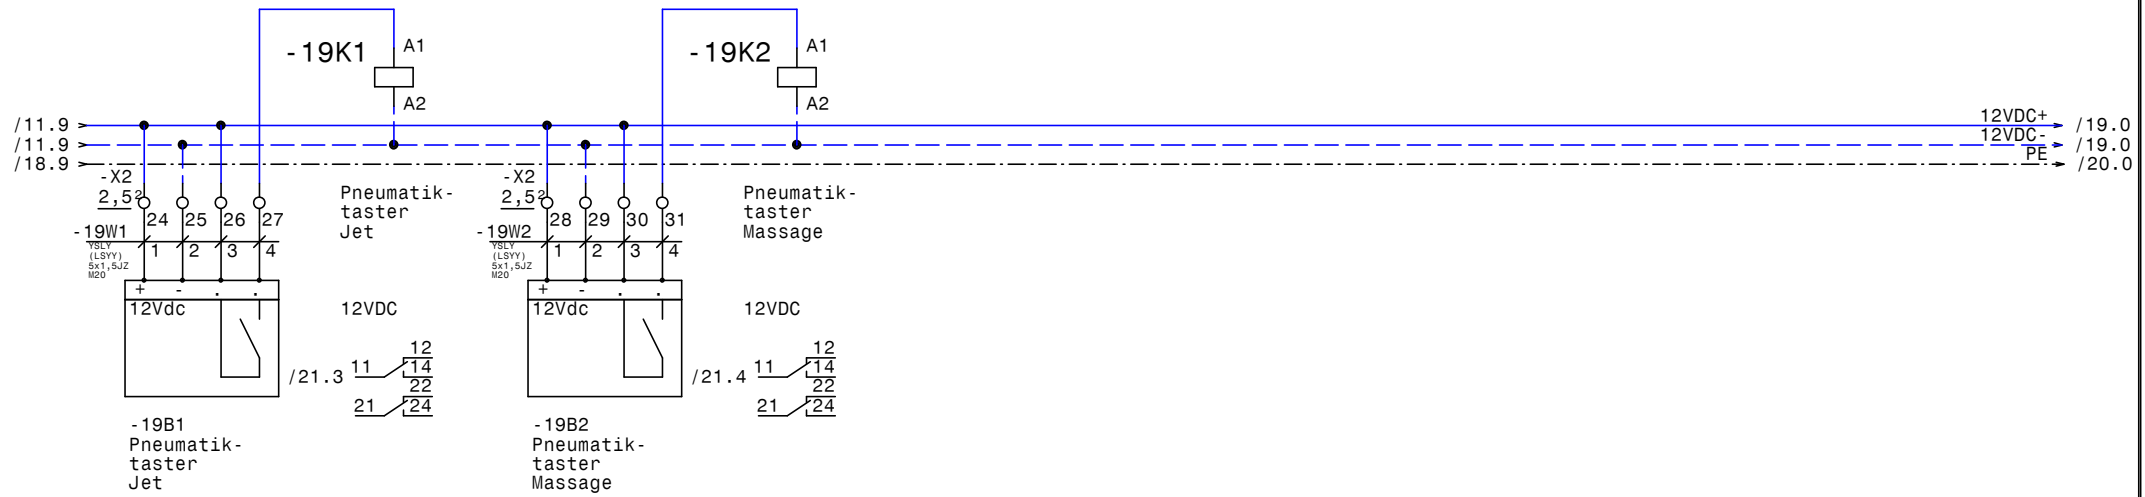 -19K1
A1
A2
-19K2
A1
A2
/11.9
12VDC+
/19.0
/11.9
12VDC-
/19.0
/18.9
PE
/20.0
-X2
2,5²
24
25
26
27
Pneumatik-
taster
Jet
-X2
2,5²
28
29
30
31
Pneumatik-
taster
Massage
-19W1
YSLY
(LSYY)
5x1,5JZ
M20
1
2
3
4
-19W2
YSLY
(LSYY)
5x1,5JZ
M20
1
2
3
4
+ - . .
12Vdc
12VDC
+ - . .
12Vdc
12VDC
/21.3
11
12
14
21
22
24
/21.4
11
12
14
21
22
24
-19B1
Pneumatik-
taster
Jet
-19B2
Pneumatik-
taster
Massage